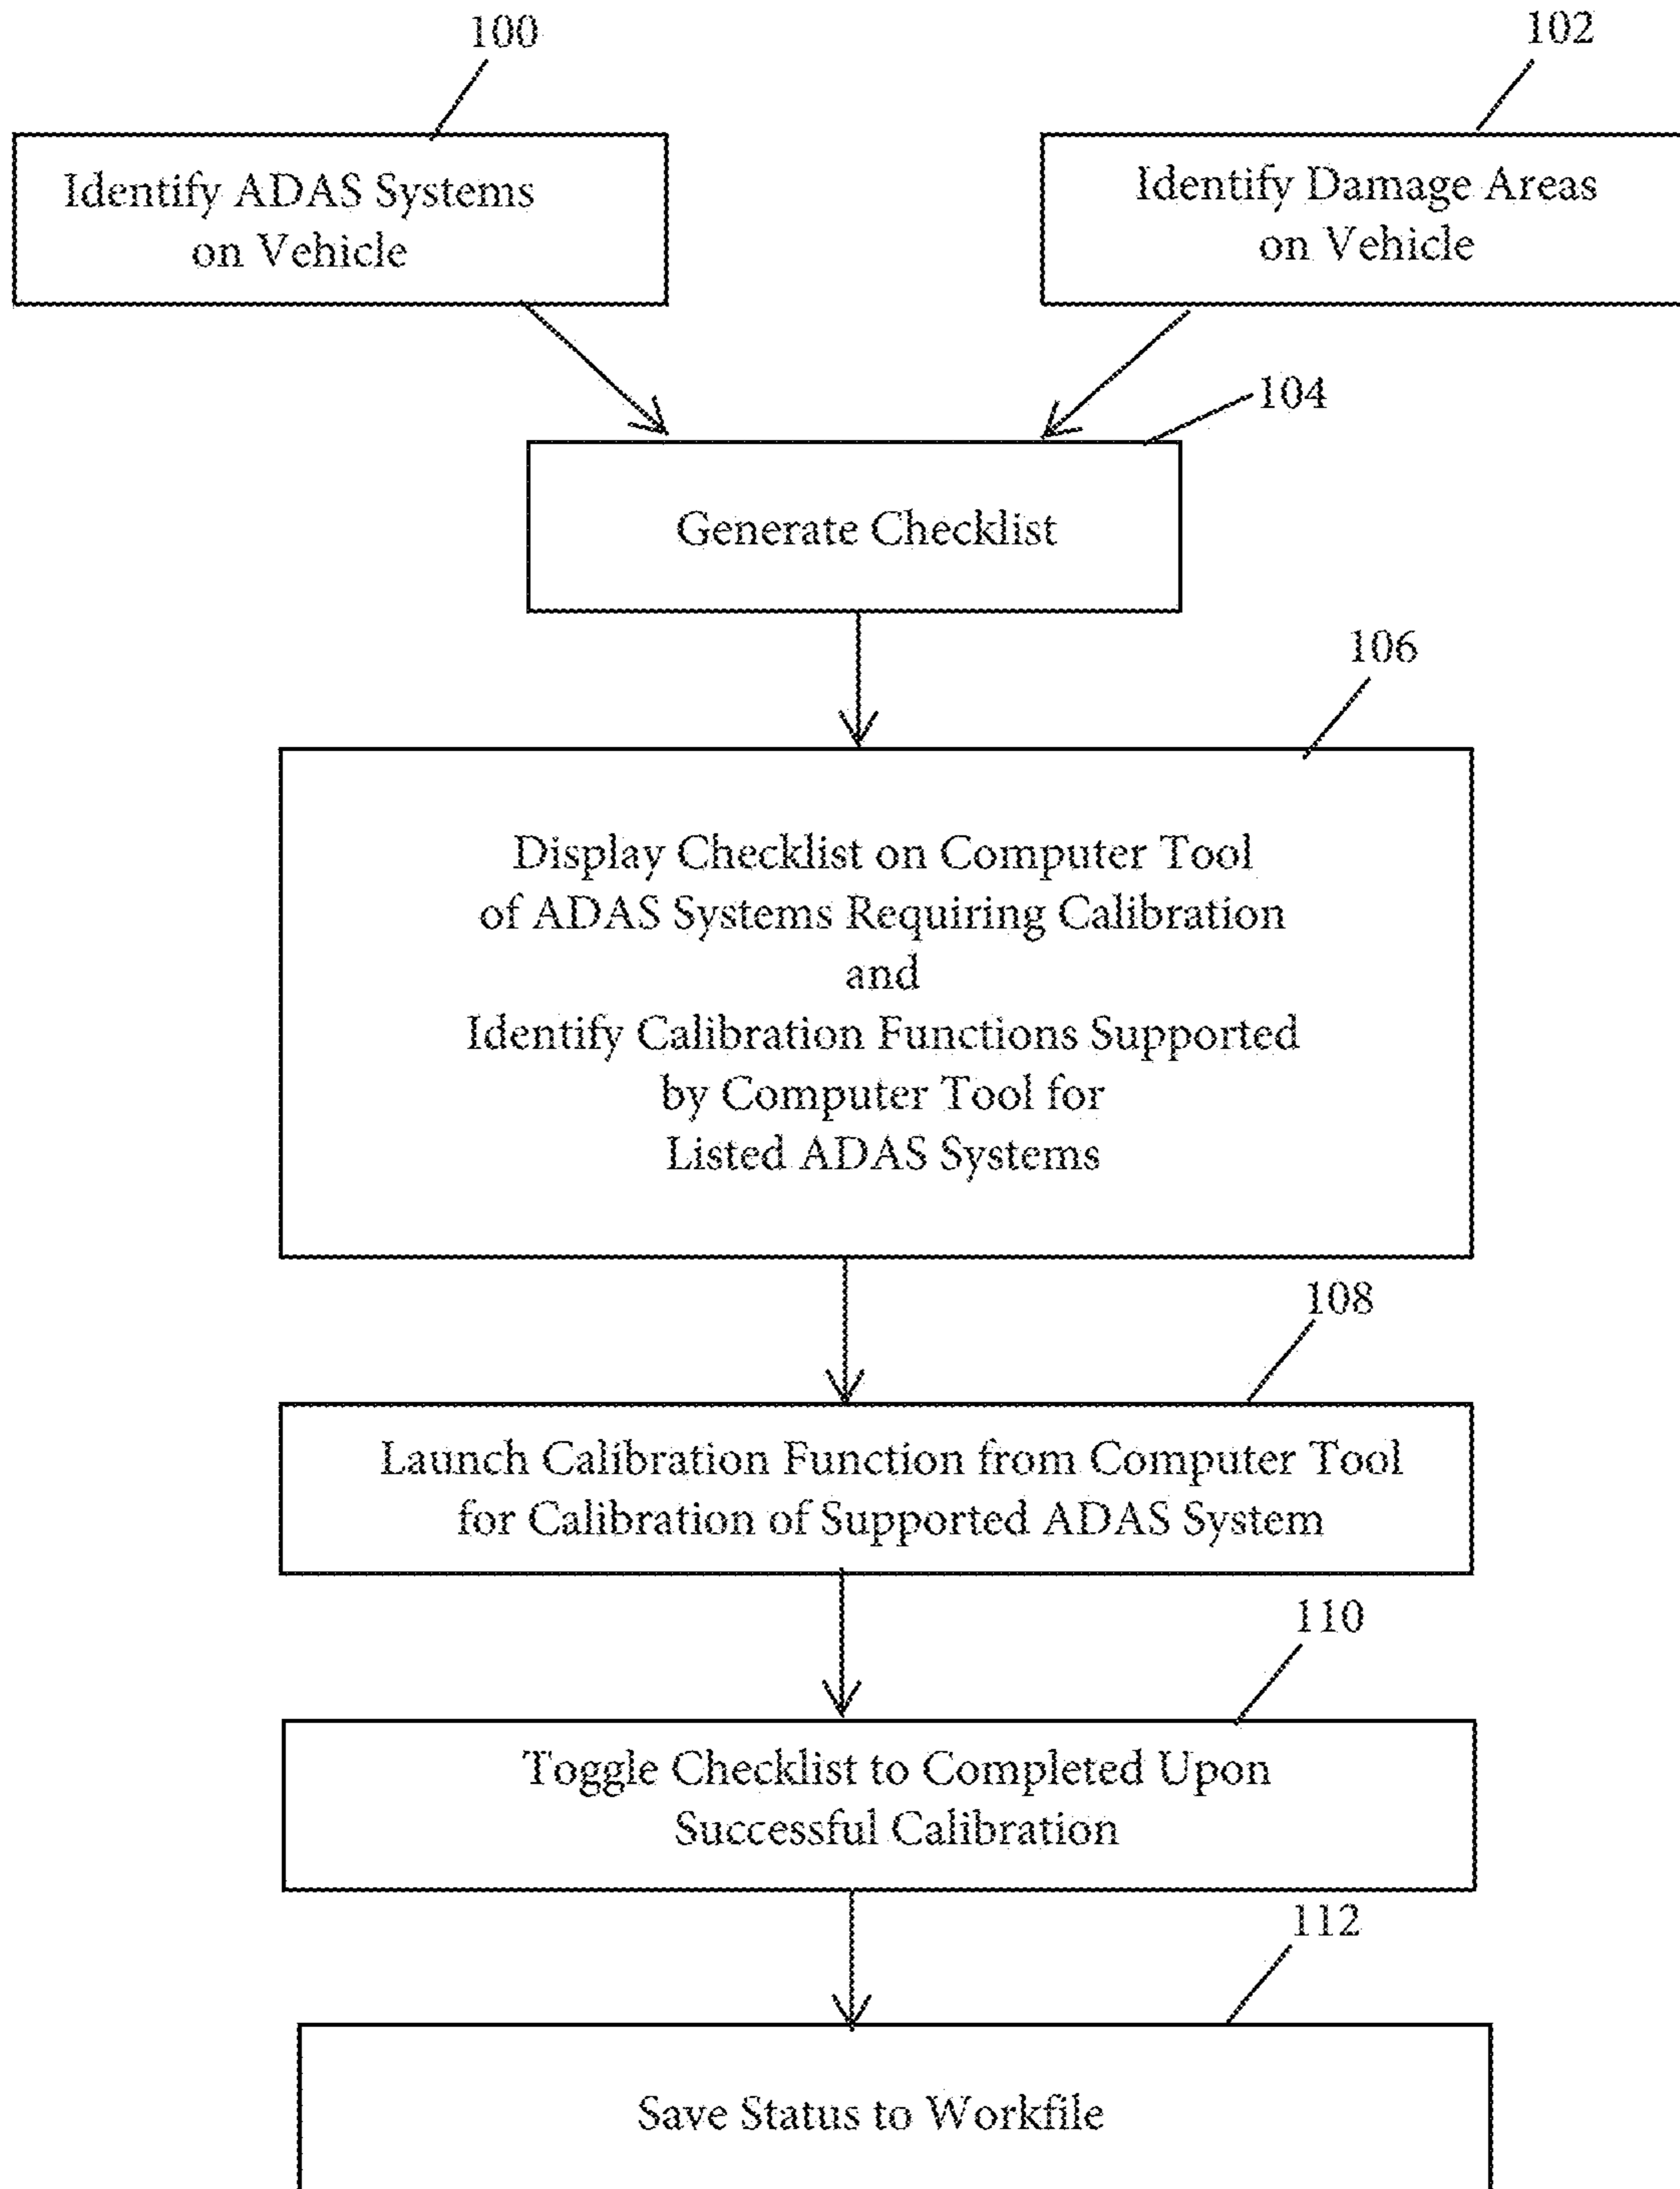 100
102
Identify ADAS Systems
on Vehicle
Identify Damage Areas
on Vehicle
104
Generate Checklist
106
Display Checklist on Computer Tool
of ADAS Systems Requiring Calibration
and
Identify Calibration Functions Supported
by Computer Tool for
Listed ADAS Systems
108
Launch Calibration Function from Computer Tool
for Calibration of Supported ADAS System
110
Toggle Checklist to Completed Upon
Successful Calibration
112
Save Status to Workfile